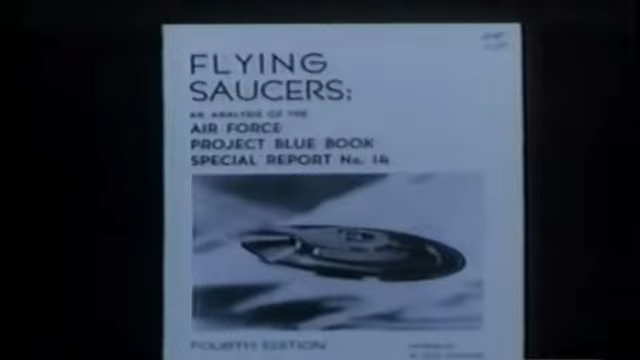 FLYING
SAUCERS:
AN ANALYSIS OF THE
AIR FORCE
PROJECT BLUE BOOK
SPECIAL REPORT No. 14
FOURTH EDITION